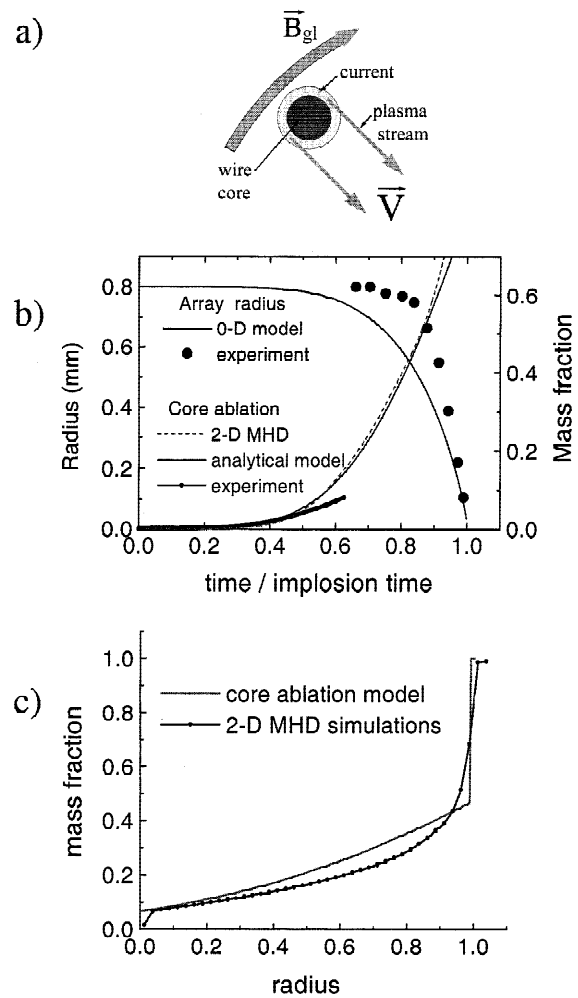 a)
B gl
current
plasma
stream
wire
core
V
b)
Radius (mm)
0.8
0.6
0.4
0.2
0.0
Array radius
0-D model
experiment
Core ablation
2-D MHD
analytical model
experiment
0.6
0.4
0.2
0.0
Mass fraction
0.0 0.2 0.4 0.6 0.8 1.0
time / implosion time
c)
mass fraction
1.0
0.8
0.6
0.4
0.2
0.0
core ablation model
2-D MHD simulations
0.0 0.2 0.4 0.6 0.8 1.0
radius